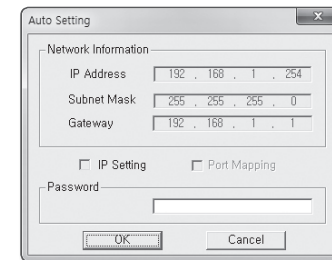 Auto Setting
Network Information
IP Address 192 . 168 . 1 . 254
Subnet Mask 255 . 255 . 255 . 0
Gateway 192 . 168 . 1 . 1
IP Setting Port Mapping
Password
OK Cancel